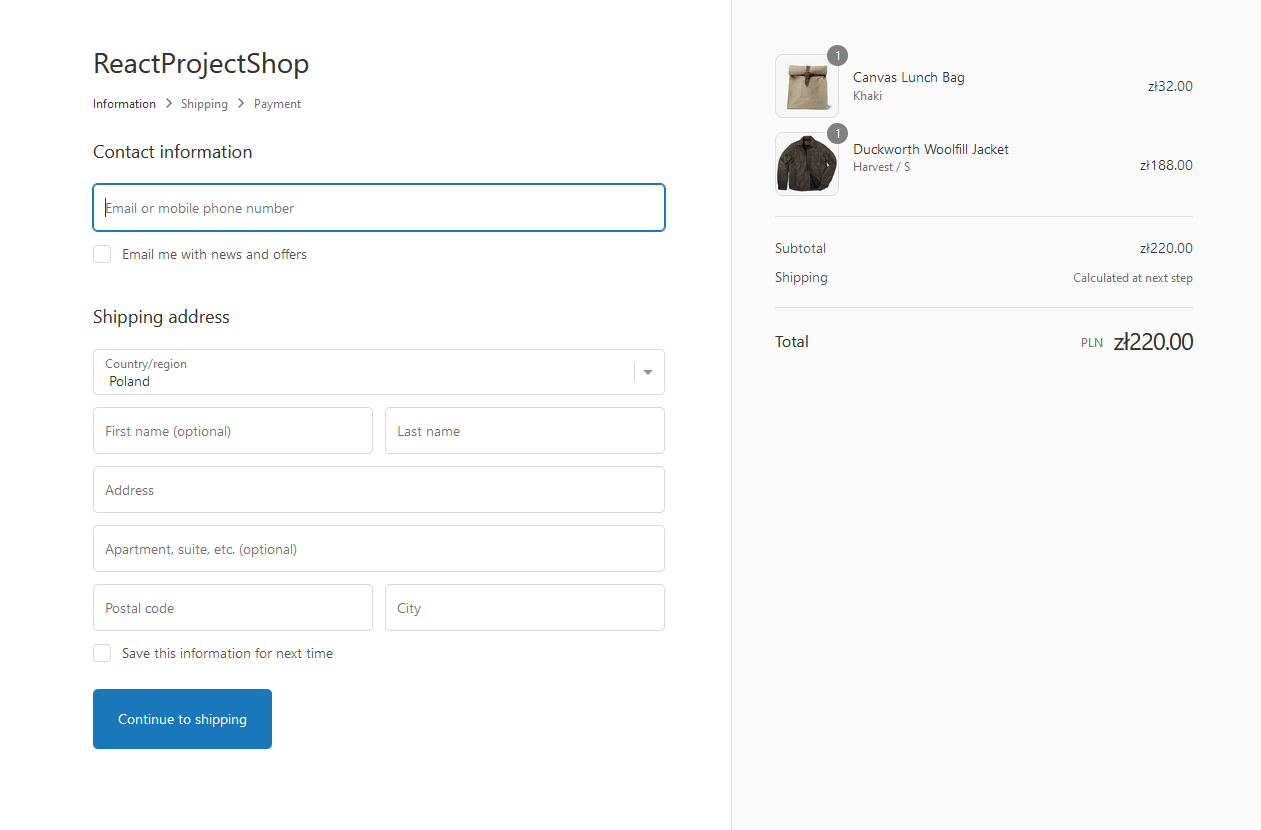 ReactProjectShop
Information > Shipping > Payment
Contact information
Email or mobile phone number
Email me with news and offers
Shipping address
Country/region
Poland
First name (optional) Last name
Address
Apartment, suite, etc. (optional)
Postal code City
Save this information for next time
Continue to shipping
1
Canvas Lunch Bag
Khaki
zł32.00
1
Duckworth Woolfill Jacket
Harvest / S
zł188.00
Subtotal zł220.00
Shipping Calculated at next step
Total PLN zł220.00